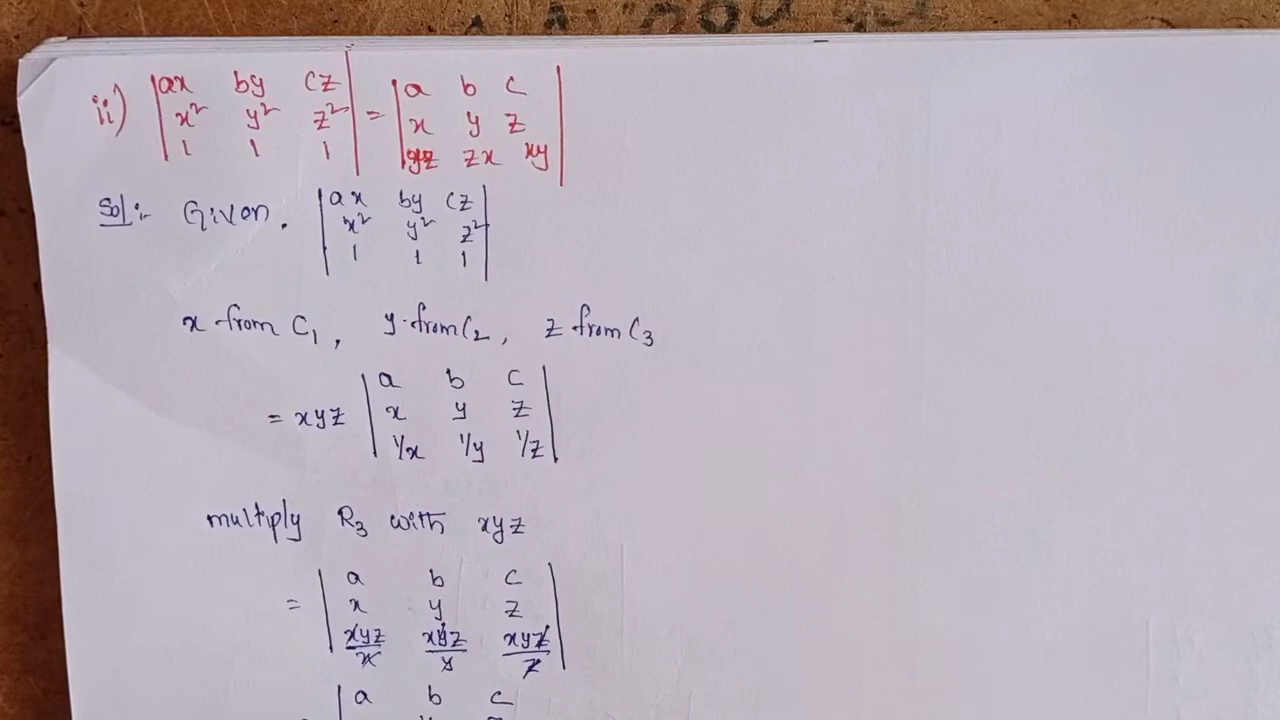 ii) | ax by cz | = | a b c |
| x² y² z² | | x y z |
| 1 1 1 | | yz zx xy |
Sol:- Given. | ax by cz |
| x² y² z² |
| 1 1 1 |
x from C₁, y from C₂, z from C₃
= xyz | a b c |
| x y z |
| 1/x 1/y 1/z |
multiply R₃ with xyz
= | a b c |
| x y z |
| xyz/x xyz/y xyz/z |
| a b c